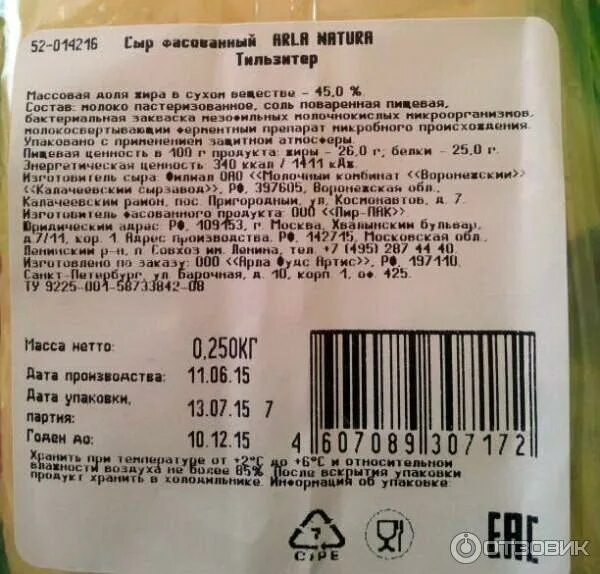 52-014216 Сыр фасованный ARLA NATURA
Тильзитер
Массовая доля жира в сухом веществе - 45,0 %
Состав: молоко пастеризованное, соль поваренная пищевая,
бактериальная закваска мезофильных молочнокислых микроорганизмов,
молокосвертывающий ферментный препарат микробного происхождения.
Упаковано с применением защитной атмосферы.
Пищевая ценность в 100 г продукта: жиры - 26,0 г; белки - 25,0 г.
Энергетическая ценность: 340 ккал / 1411 кДж.
Изготовитель сыра: Филиал ОАО «Молочный комбинат «Воронежский»
«Калачеевский сырзавод», РФ, 397605, Воронежская обл.,
Калачеевский район, пос. Пригородный, ул. Космонавтов, д. 7.
Изготовитель фасованного продукта: ООО «Пир-ПАК».
Юридический адрес: РФ, 109153, г. Москва, Хвалынский бульвар,
д.7/11, кор. 1. Адрес производства: РФ, 142715, Московская обл.,
Ленинский р-н, п Совхоз им. Ленина, тел. +7 (495) 287 44 40.
Изготовлено по заказу: ООО «Арла Фудс Артис», РФ, 197110,
Санкт-Петербург, ул. Барочная, д. 10, корп. 1, оф. 425.
ТУ 9225-001-58733842-08
Масса нетто: 0,250КГ
Дата производства: 11.06.15
Дата упаковки,
партия: 13.07.15 7
Годен до: 10.12.15
4 607089 307172
Хранить при температуре от +2°С до +6°С и относительной
влажности воздуха не более 85%. После вскрытия упаковки
продукт хранить в холодильнике. Информация об упаковке:
7
C/PE
EAC
ОТЗОВИК